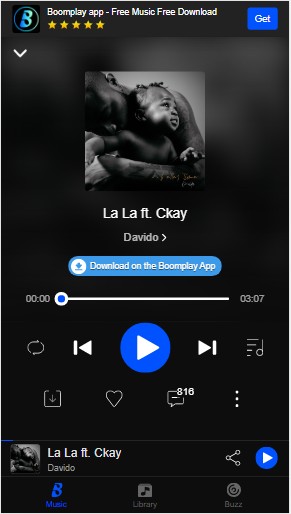 Boomplay app - Free Music Free Download
Get
La La ft. Ckay
Davido
Download on the Boomplay App
00:00
03:07
816
La La ft. Ckay
Davido
Music
Library
Buzz